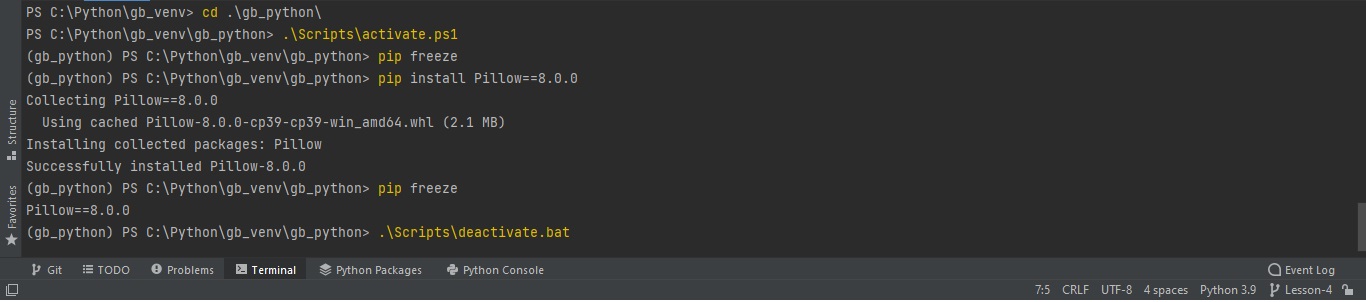 PS C:\Python\gb_venv> cd .\gb_python\
PS C:\Python\gb_venv\gb_python> .\Scripts\activate.ps1
(gb_python) PS C:\Python\gb_venv\gb_python> pip freeze
(gb_python) PS C:\Python\gb_venv\gb_python> pip install Pillow==8.0.0
Collecting Pillow==8.0.0
  Using cached Pillow-8.0.0-cp39-cp39-win_amd64.whl (2.1 MB)
Installing collected packages: Pillow
Successfully installed Pillow-8.0.0
(gb_python) PS C:\Python\gb_venv\gb_python> pip freeze
Pillow==8.0.0
(gb_python) PS C:\Python\gb_venv\gb_python> .\Scripts\deactivate.bat
Structure
Favorites
Git TODO Problems Terminal Python Packages Python Console Event Log
7:5 CRLF UTF-8 4 spaces Python 3.9 Lesson-4